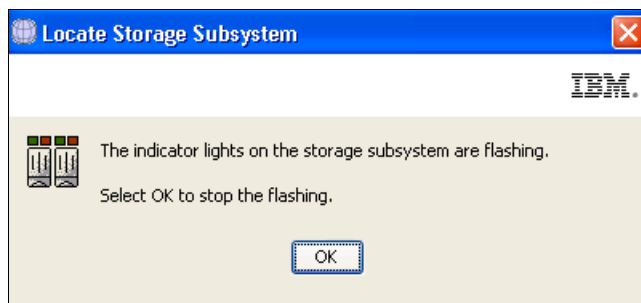 Locate Storage Subsystem
IBM.
The indicator lights on the storage subsystem are flashing.
Select OK to stop the flashing.
OK